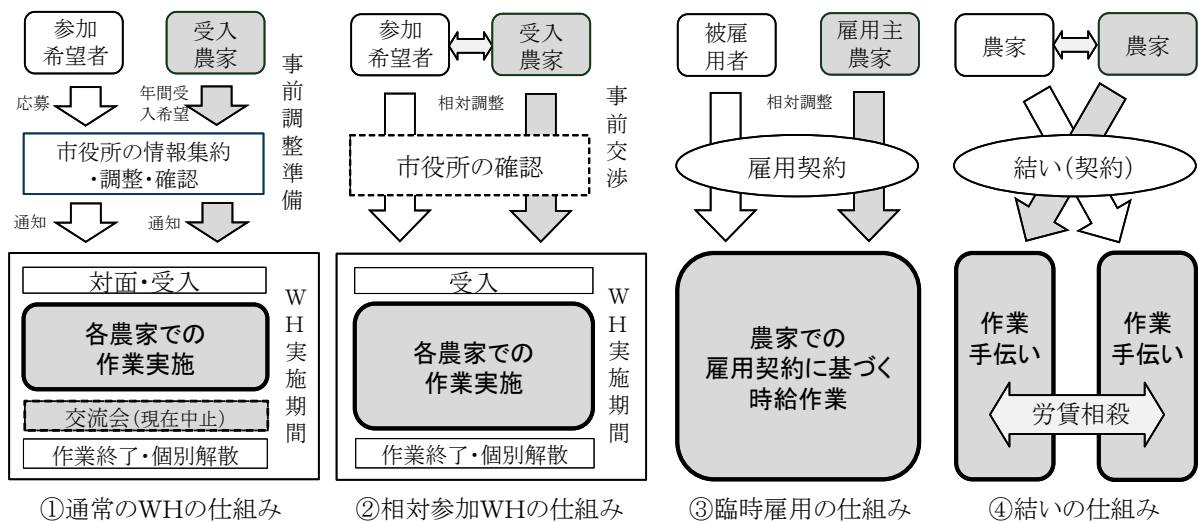 参加
希望者
受入
農家
応募
年間受
入希望
事前調整準備
市役所の情報集約
・調整・確認
通知
通知
対面・受入
各農家での
作業実施
交流会(現在中止)
作業終了・個別解散
WH実施期間
①通常のWHの仕組み
参加
希望者
受入
農家
相対調整
事前交渉
市役所の確認
受入
各農家での
作業実施
作業終了・個別解散
WH実施期間
②相対参加WHの仕組み
被雇
用者
雇用主
農家
相対調整
雇用契約
農家での
雇用契約に基づく
時給作業
③臨時雇用の仕組み
農家
農家
結い(契約)
作業
手伝い
作業
手伝い
労賃相殺
④結いの仕組み